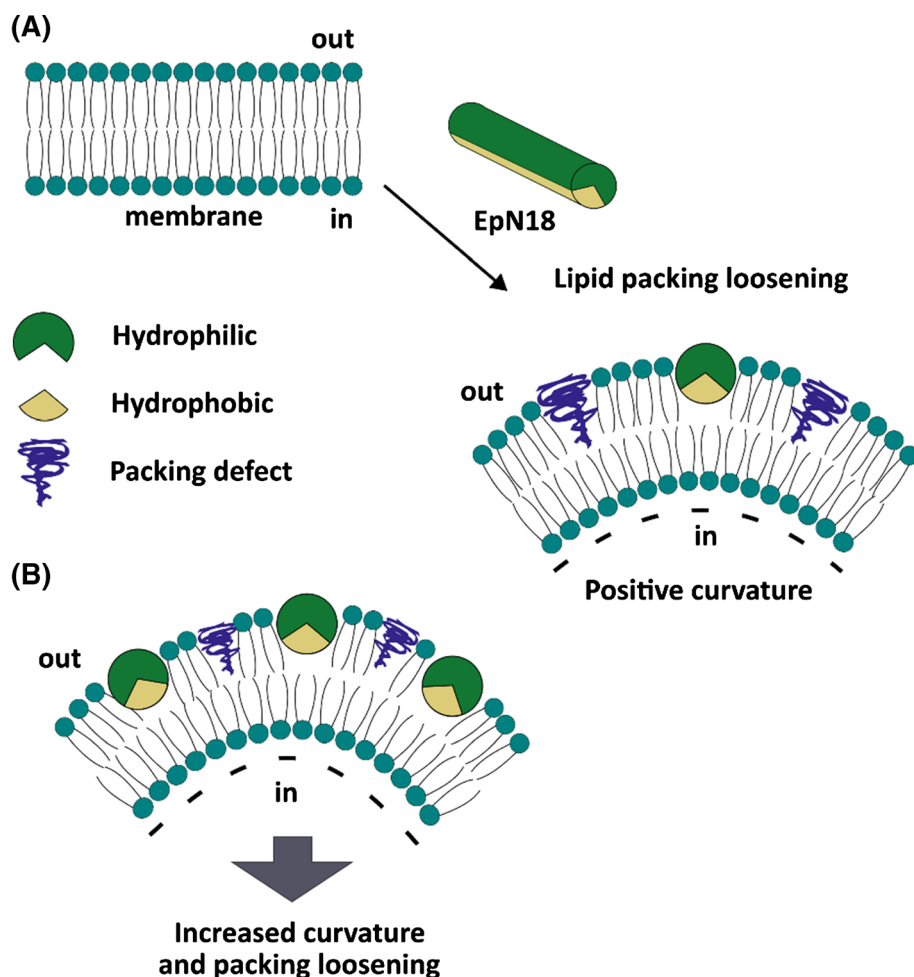 (A)
out
membrane
in
EpN18
Lipid packing loosening
Hydrophilic
Hydrophobic
Packing defect
out
in
Positive curvature
(B)
out
in
Increased curvature
and packing loosening